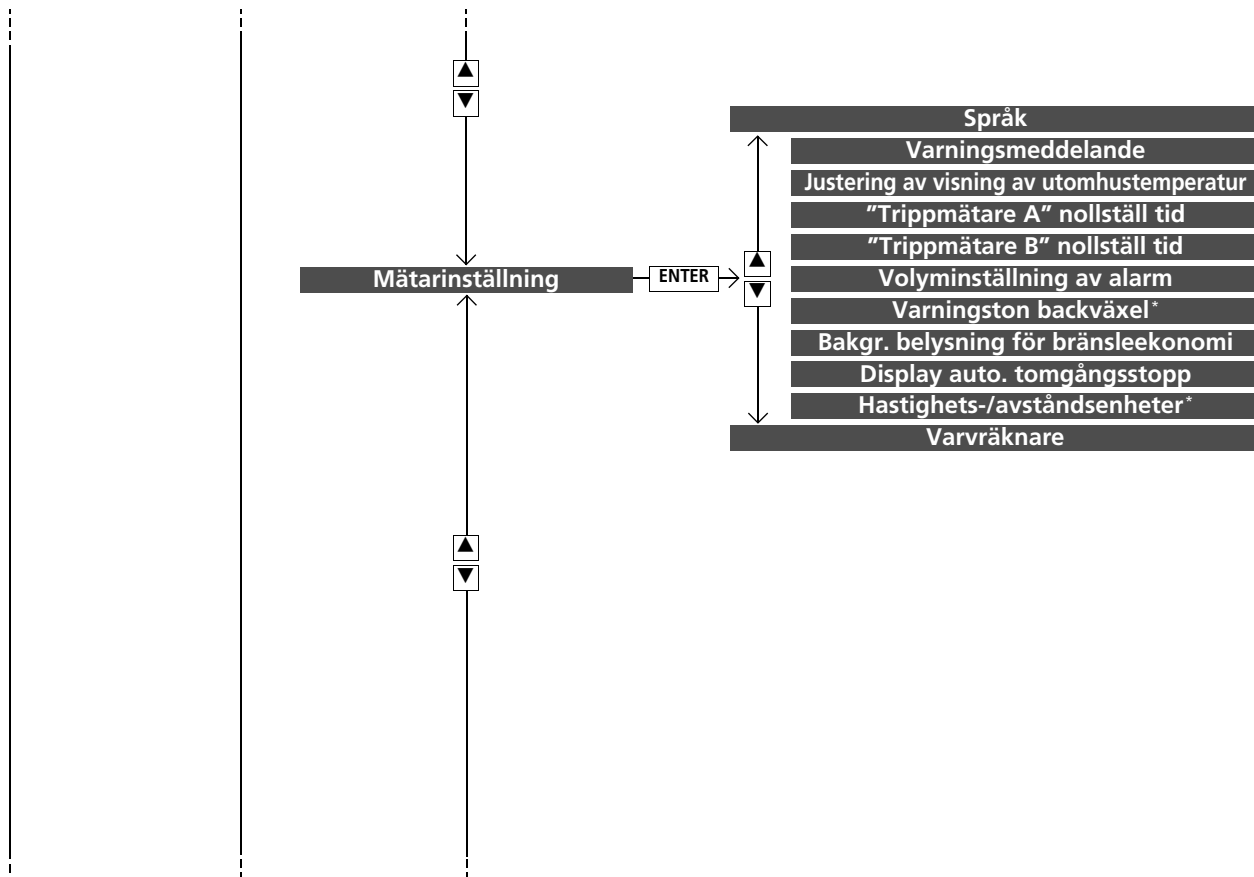 ▲
▼
Mätarinställning
ENTER
▲
▼
Språk
Varningsmeddelande
Justering av visning av utomhustemperatur
"Trippmätare A" nollställ tid
"Trippmätare B" nollställ tid
Volyminställning av alarm
Varningston backväxel*
Bakgr. belysning för bränsleekonomi
Display auto. tomgångsstopp
Hastighets-/avståndsenheter*
Varvräknare
▲
▼